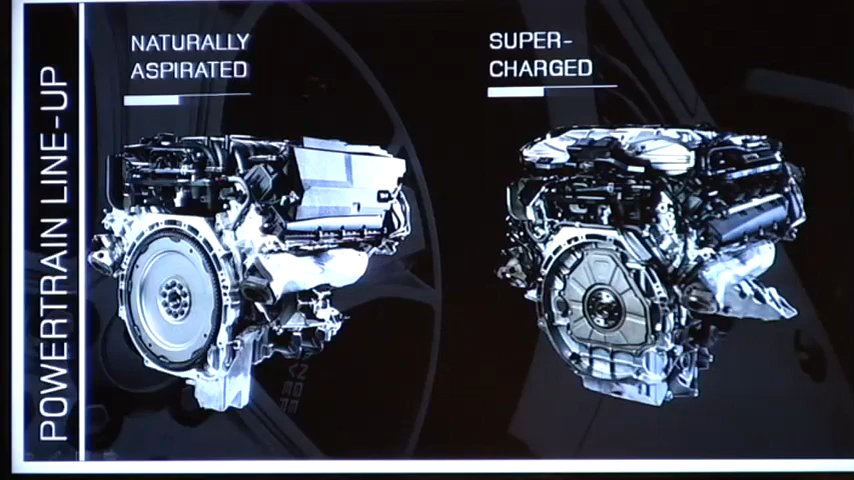 POWERTRAIN LINE-UP
NATURALLY
ASPIRATED
SUPER-
CHARGED